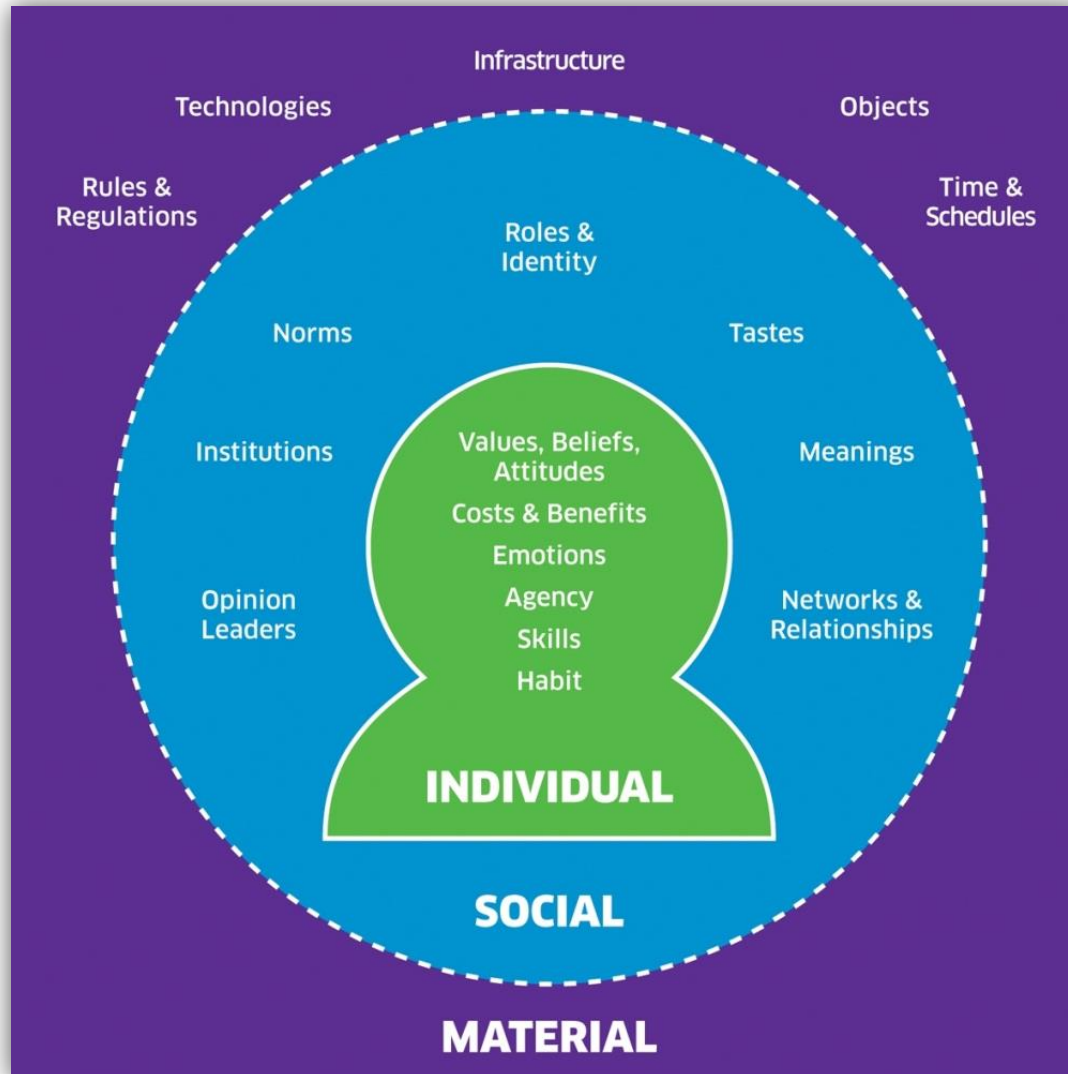 Infrastructure
Technologies
Objects
Rules &
Regulations
Time &
Schedules
Roles &
Identity
Norms
Tastes
Institutions
Meanings
Opinion
Leaders
Networks &
Relationships
Values, Beliefs,
Attitudes
Costs & Benefits
Emotions
Agency
Skills
Habit
INDIVIDUAL
SOCIAL
MATERIAL